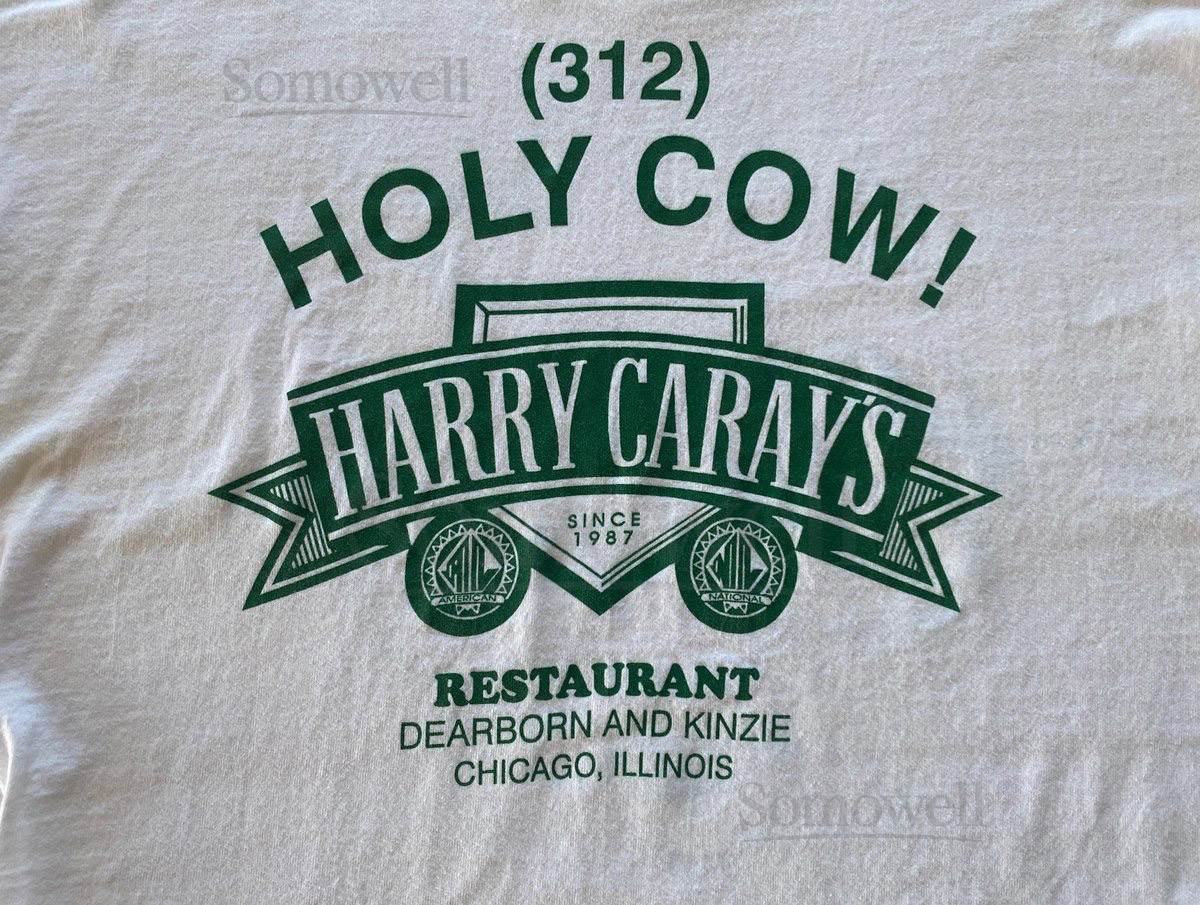 (312)
Somowell
HOLY COW!
HARRY CARAY'S
SINCE
1987
AMERICAN
NATIONAL
RESTAURANT
DEARBORN AND KINZIE
CHICAGO, ILLINOIS
Somowell